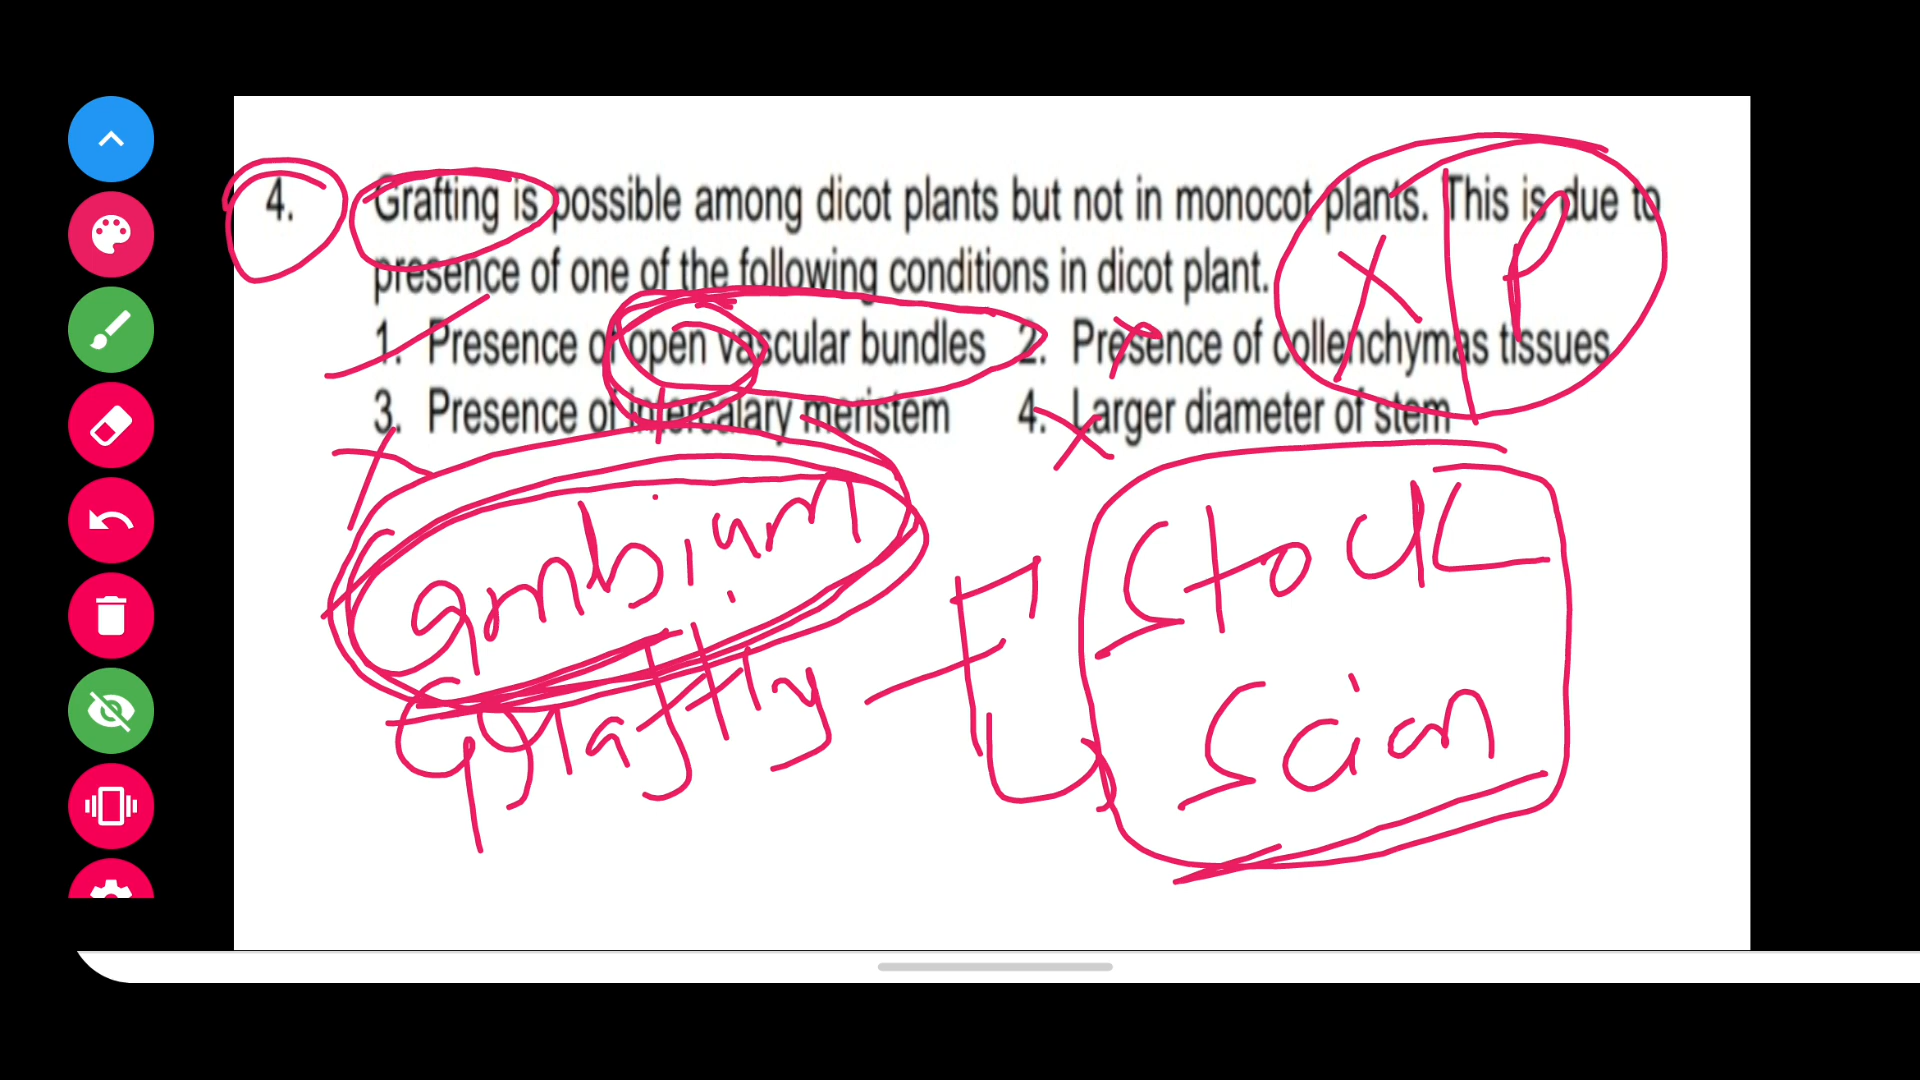 4. Grafting is possible among dicot plants but not in monocot plants. This is due to
presence of one of the following conditions in dicot plant.
1. Presence of open vascular bundles 2. Presence of collenchymas tissues
3. Presence of intercalary meristem 4. Larger diameter of stem
X P
cambium
Stock
Grafting
Scion